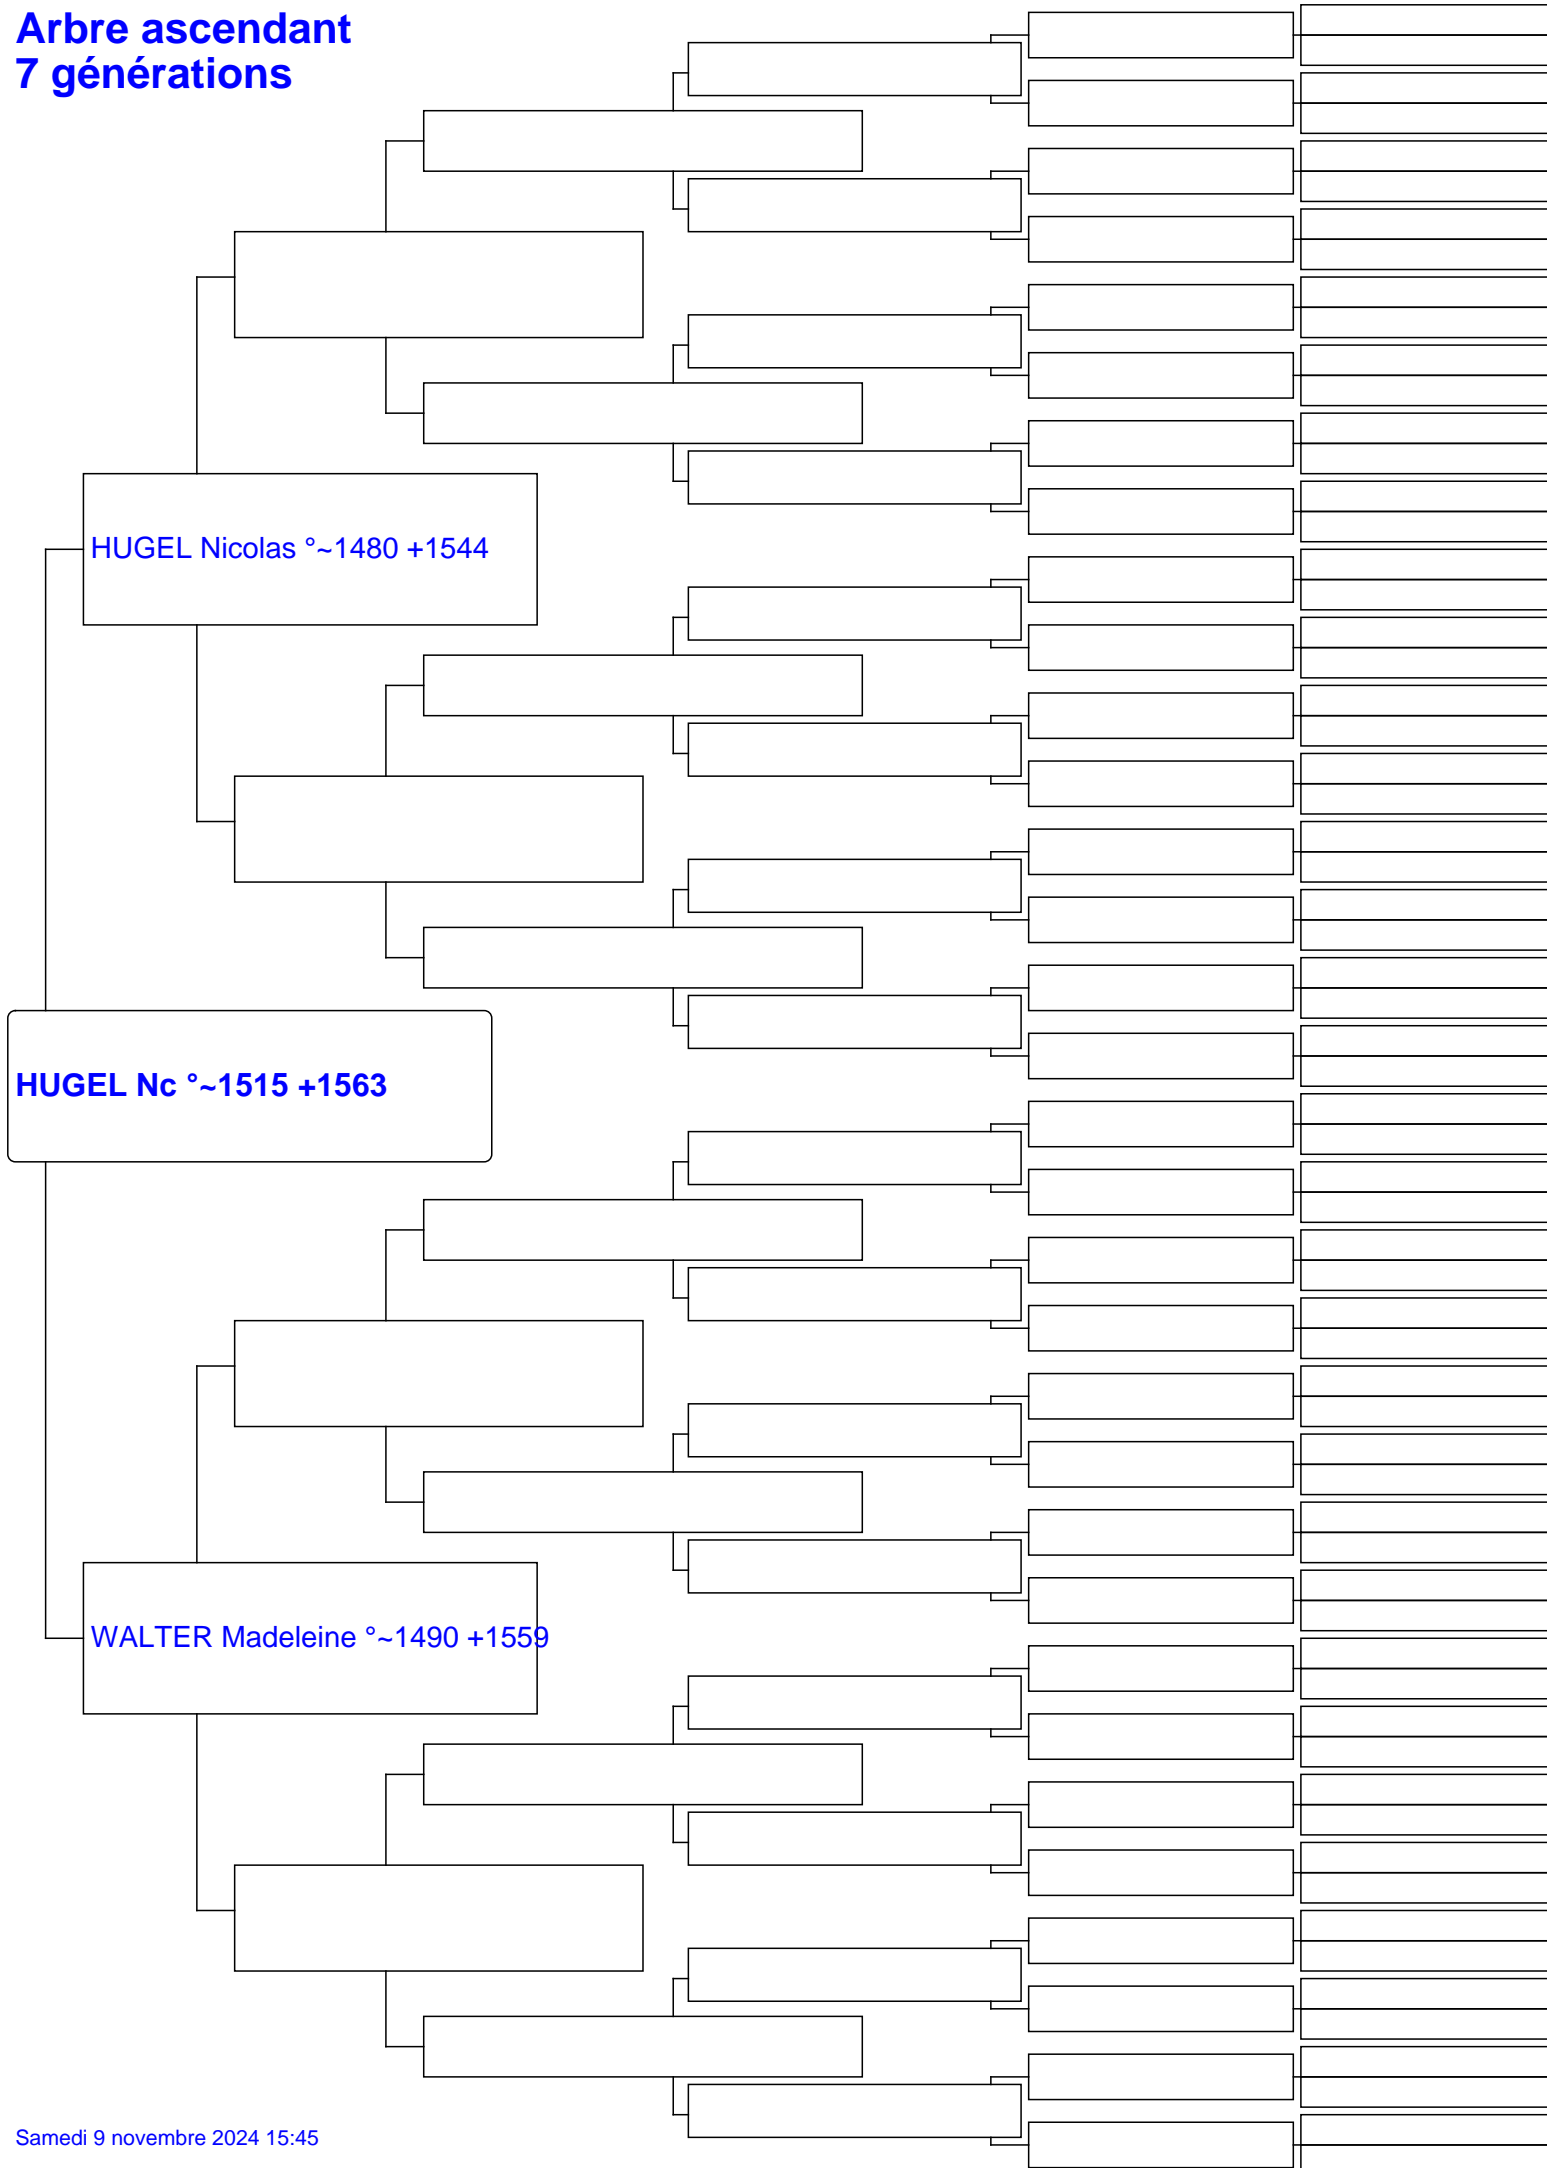 Arbre ascendant
7 générations
HUGEL Nicolas °~1480 +1544
HUGEL Nc °~1515 +1563
WALTER Madeleine °~1490 +1559
Samedi 9 novembre 2024 15:45